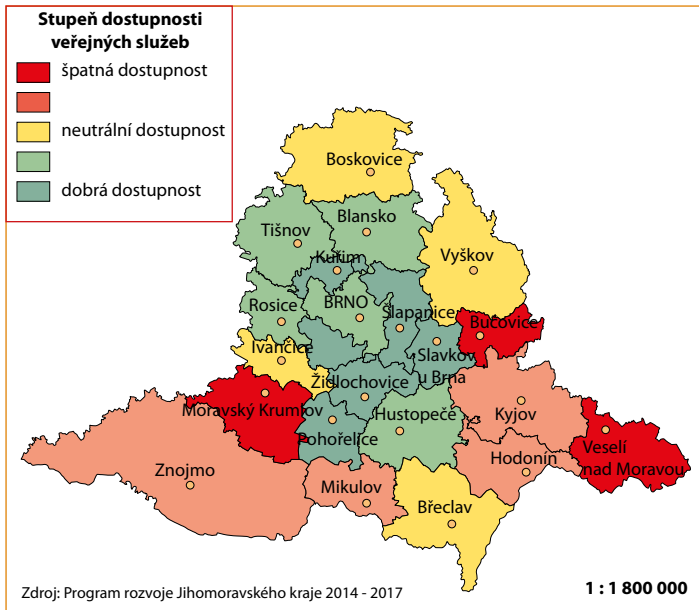 Stupeň dostupnosti
veřejných služeb
špatná dostupnost
neutrální dostupnost
dobrá dostupnost
Boskovice
Blansko
Tišnov
Kuřim
Vyškov
Rosice
BRNO
Šlapanice
Bučovice
Ivančice
Slavkov
u Brna
Židlochovice
Moravský Krumlov
Hustopeče
Kyjov
Pohořelice
Veselí
nad Moravou
Znojmo
Mikulov
Hodonín
Břeclav
Zdroj: Program rozvoje Jihomoravského kraje 2014 - 2017
1 : 1 800 000